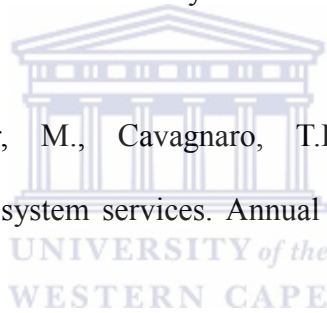 , M., Cavagnaro, T.
system services. Annual
UNIVERSITY of the
WESTERN CAPE